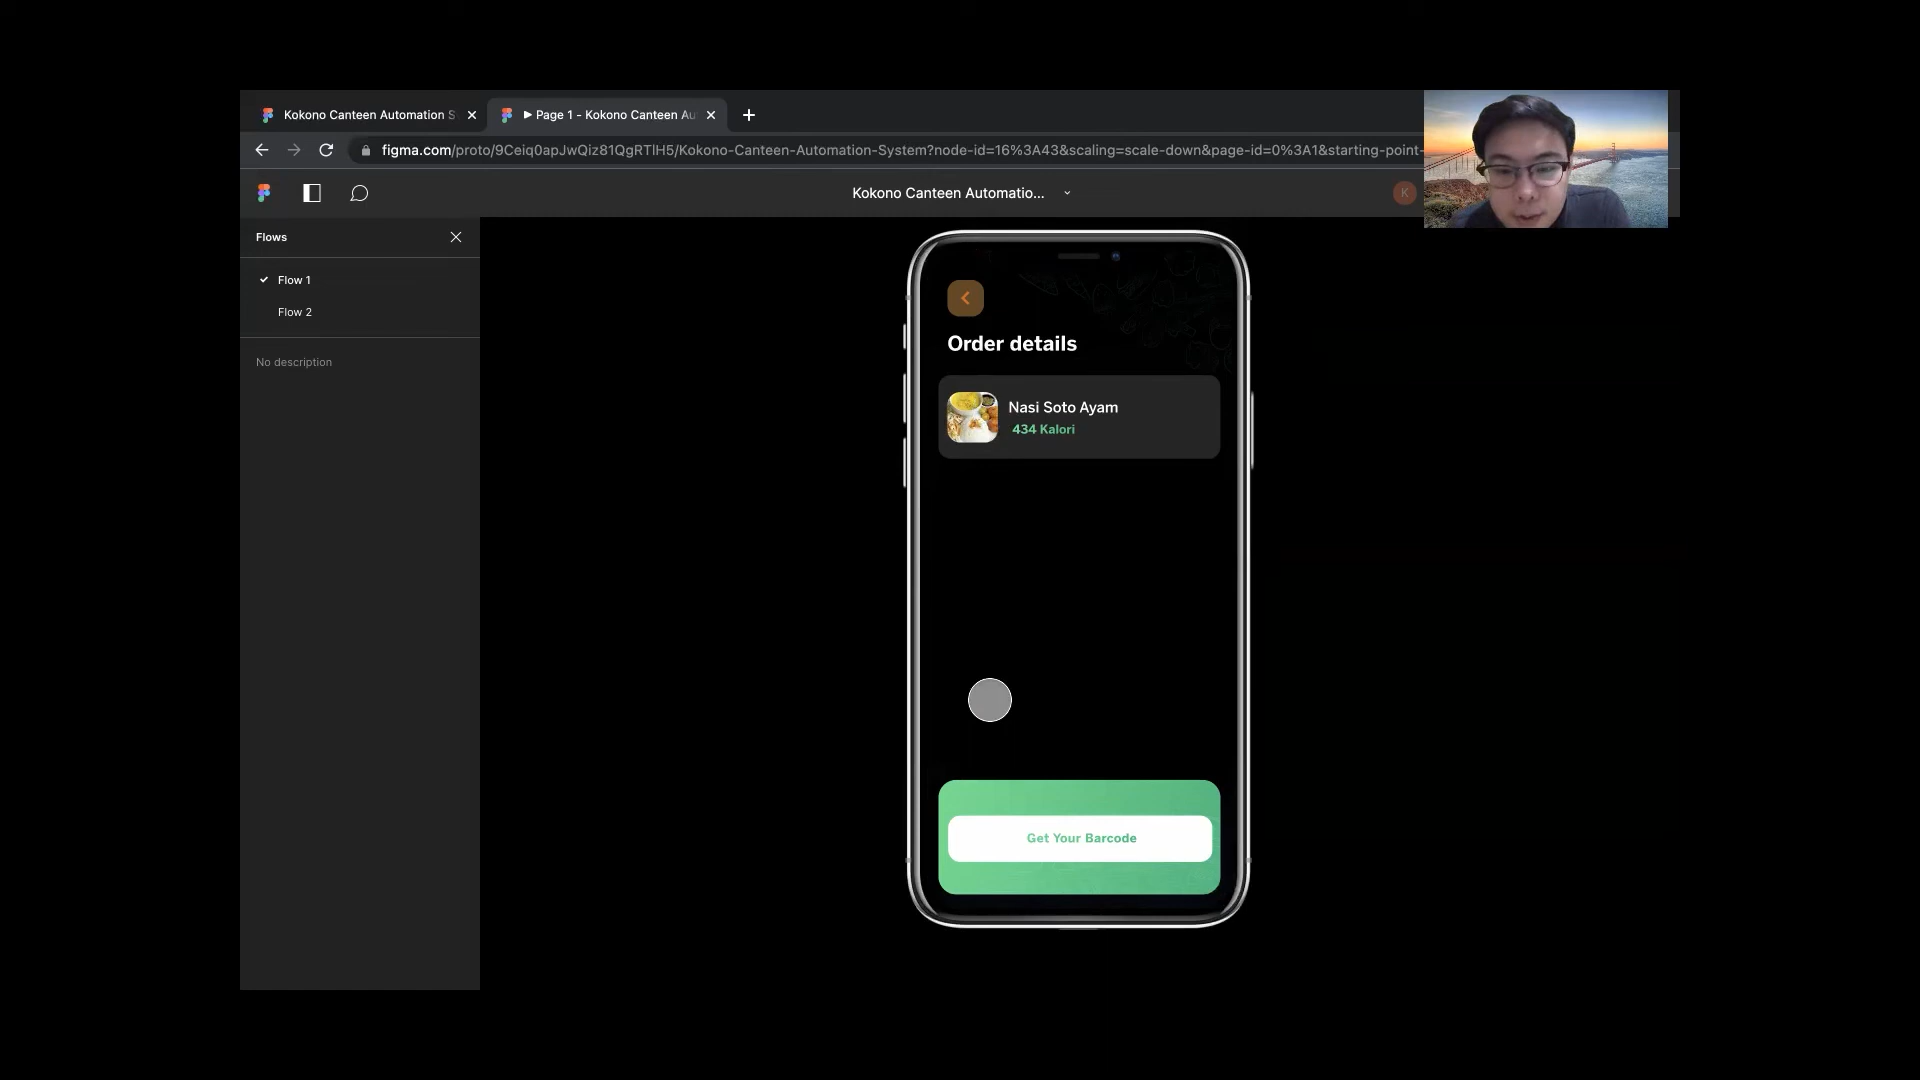 Kokono Canteen Automation S
Page 1 - Kokono Canteen Au
figma.com/proto/9Ceiq0apJwQiz81QgRTlH5/Kokono-Canteen-Automation-System?node-id=16%3A43&scaling=scale-down&page-id=0%3A1&starting-point-
Kokono Canteen Automatio...
K
Flows
Flow 1
Flow 2
No description
Order details
Nasi Soto Ayam
434 Kalori
Get Your Barcode